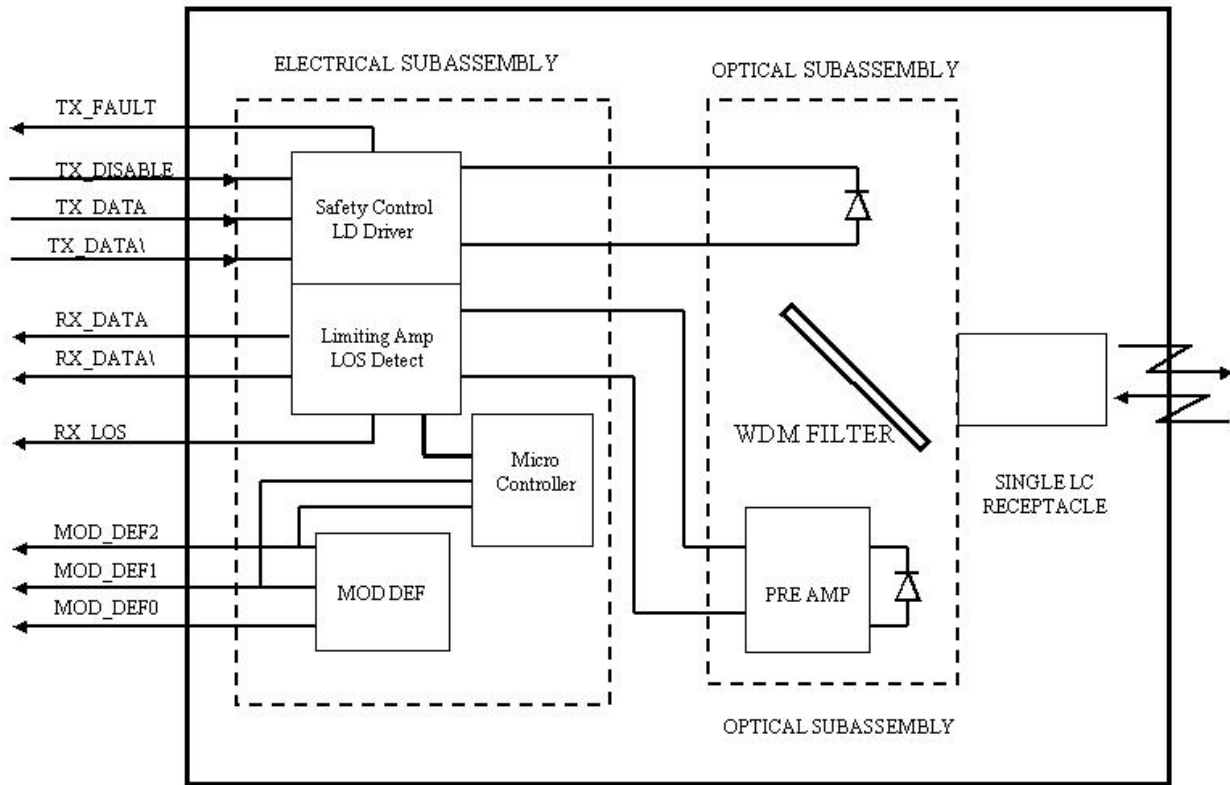 ELECTRICAL SUBASSEMBLY
OPTICAL SUBASSEMBLY
TX_FAULT
TX_DISABLE
TX_DATA
TX_DATA\
Safety Control
LD Driver
RX_DATA
RX_DATA\
Limiting Amp
LOS Detect
RX_LOS
WDM FILTER
Micro
Controller
SINGLE LC
RECEPTACLE
MOD_DEF2
MOD_DEF1
MOD_DEF0
MOD DEF
PRE AMP
OPTICAL SUBASSEMBLY